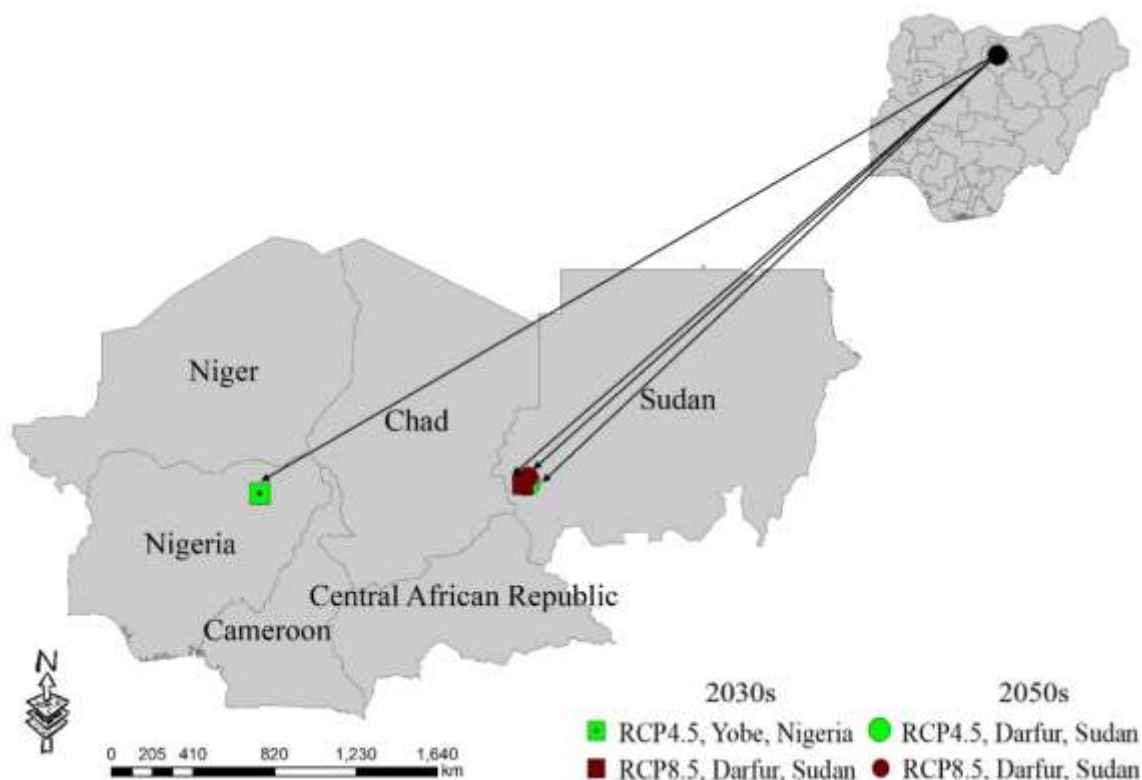 Niger
Chad
Sudan
Nigeria
Central African Republic
Cameroon
N
0 205 410 820 1,230 1,640
km
2030s 2050s
RCP4.5, Yobe, Nigeria RCP4.5, Darfur, Sudan
RCP8.5, Darfur, Sudan RCP8.5, Darfur, Sudan